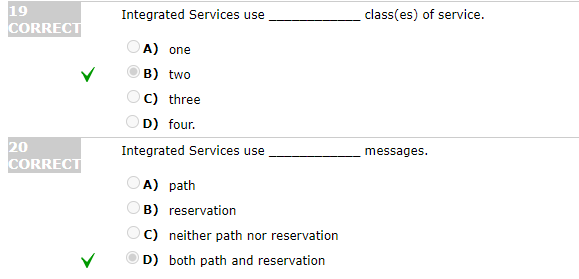 19
CORRECT
Integrated Services use ____________ class(es) of service.
A) one
B) two
C) three
D) four.
20
CORRECT
Integrated Services use ____________ messages.
A) path
B) reservation
C) neither path nor reservation
D) both path and reservation